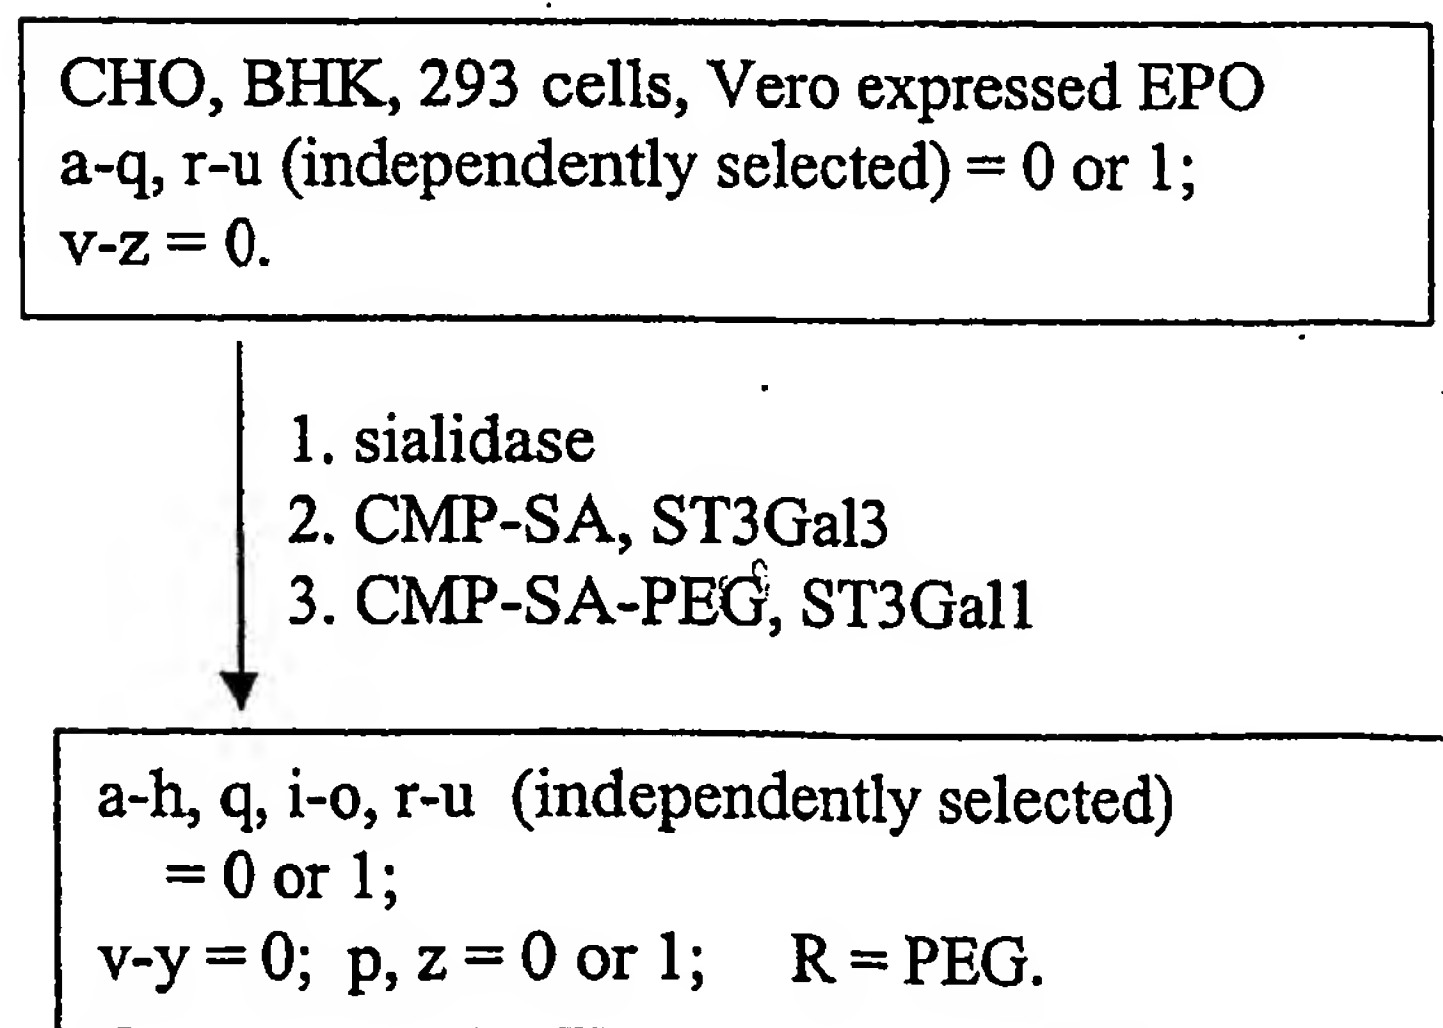 CHO, BHK, 293 cells, Vero expressed EPO
a-q, r-u (independently selected) = 0 or 1;
v-z = 0.
1. sialidase
2. CMP-SA, ST3Gal3
3. CMP-SA-PEG, ST3Gal1
a-h, q, i-o, r-u (independently selected)
= 0 or 1;
v-y = 0; p, z = 0 or 1; R = PEG.